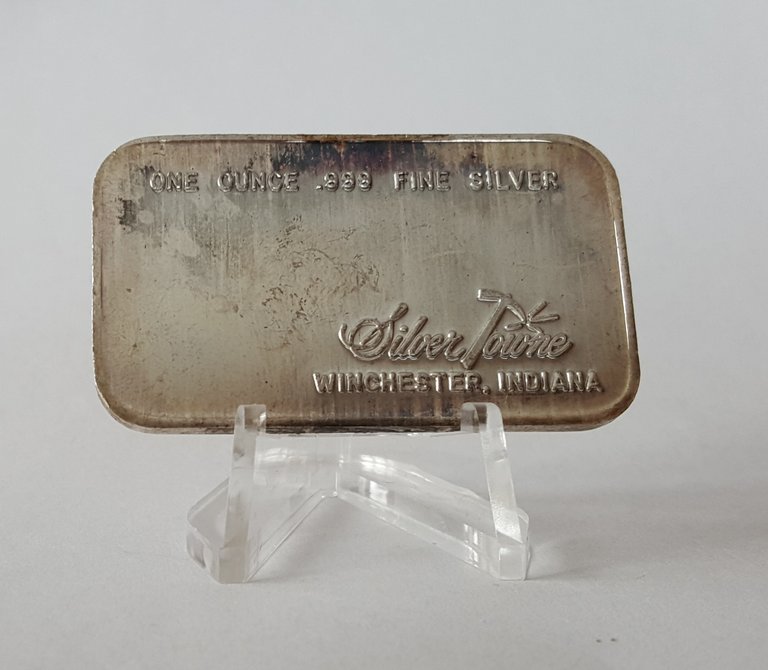 ONE OUNCE .999 FINE SILVER
Silver Towne
WINCHESTER, INDIANA